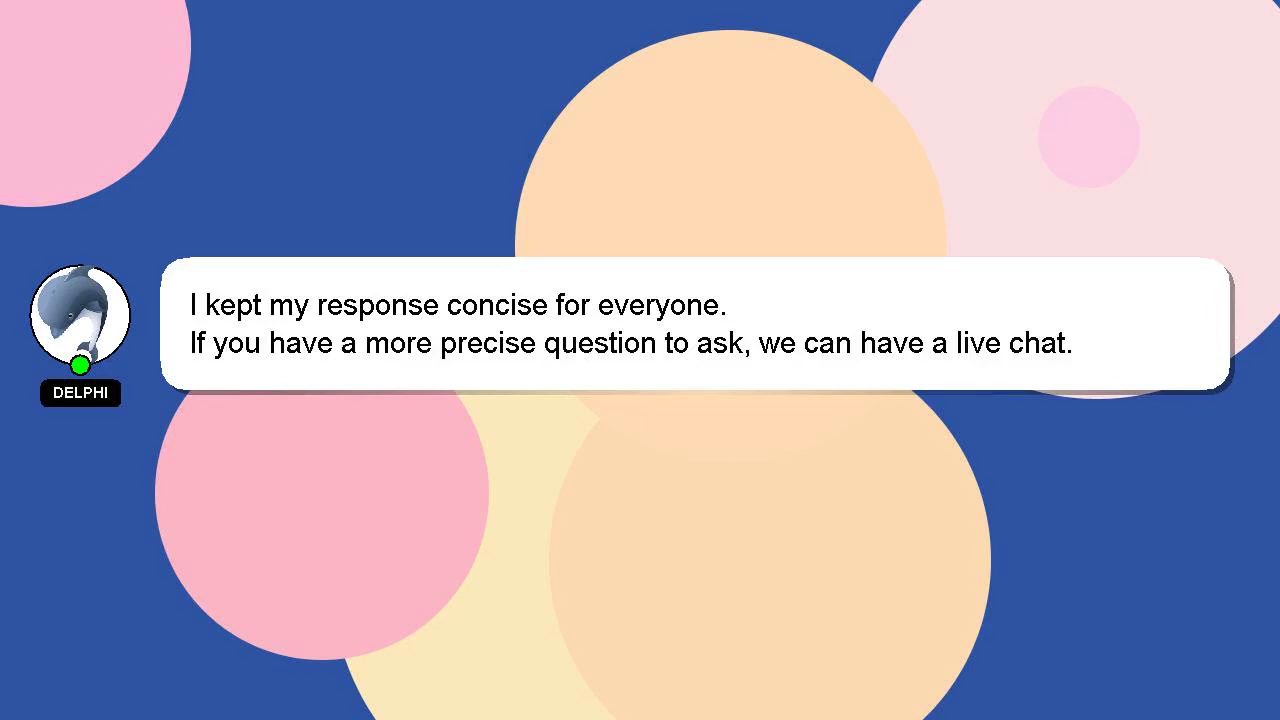 I kept my response concise for everyone.
If you have a more precise question to ask, we can have a live chat.
DELPHI